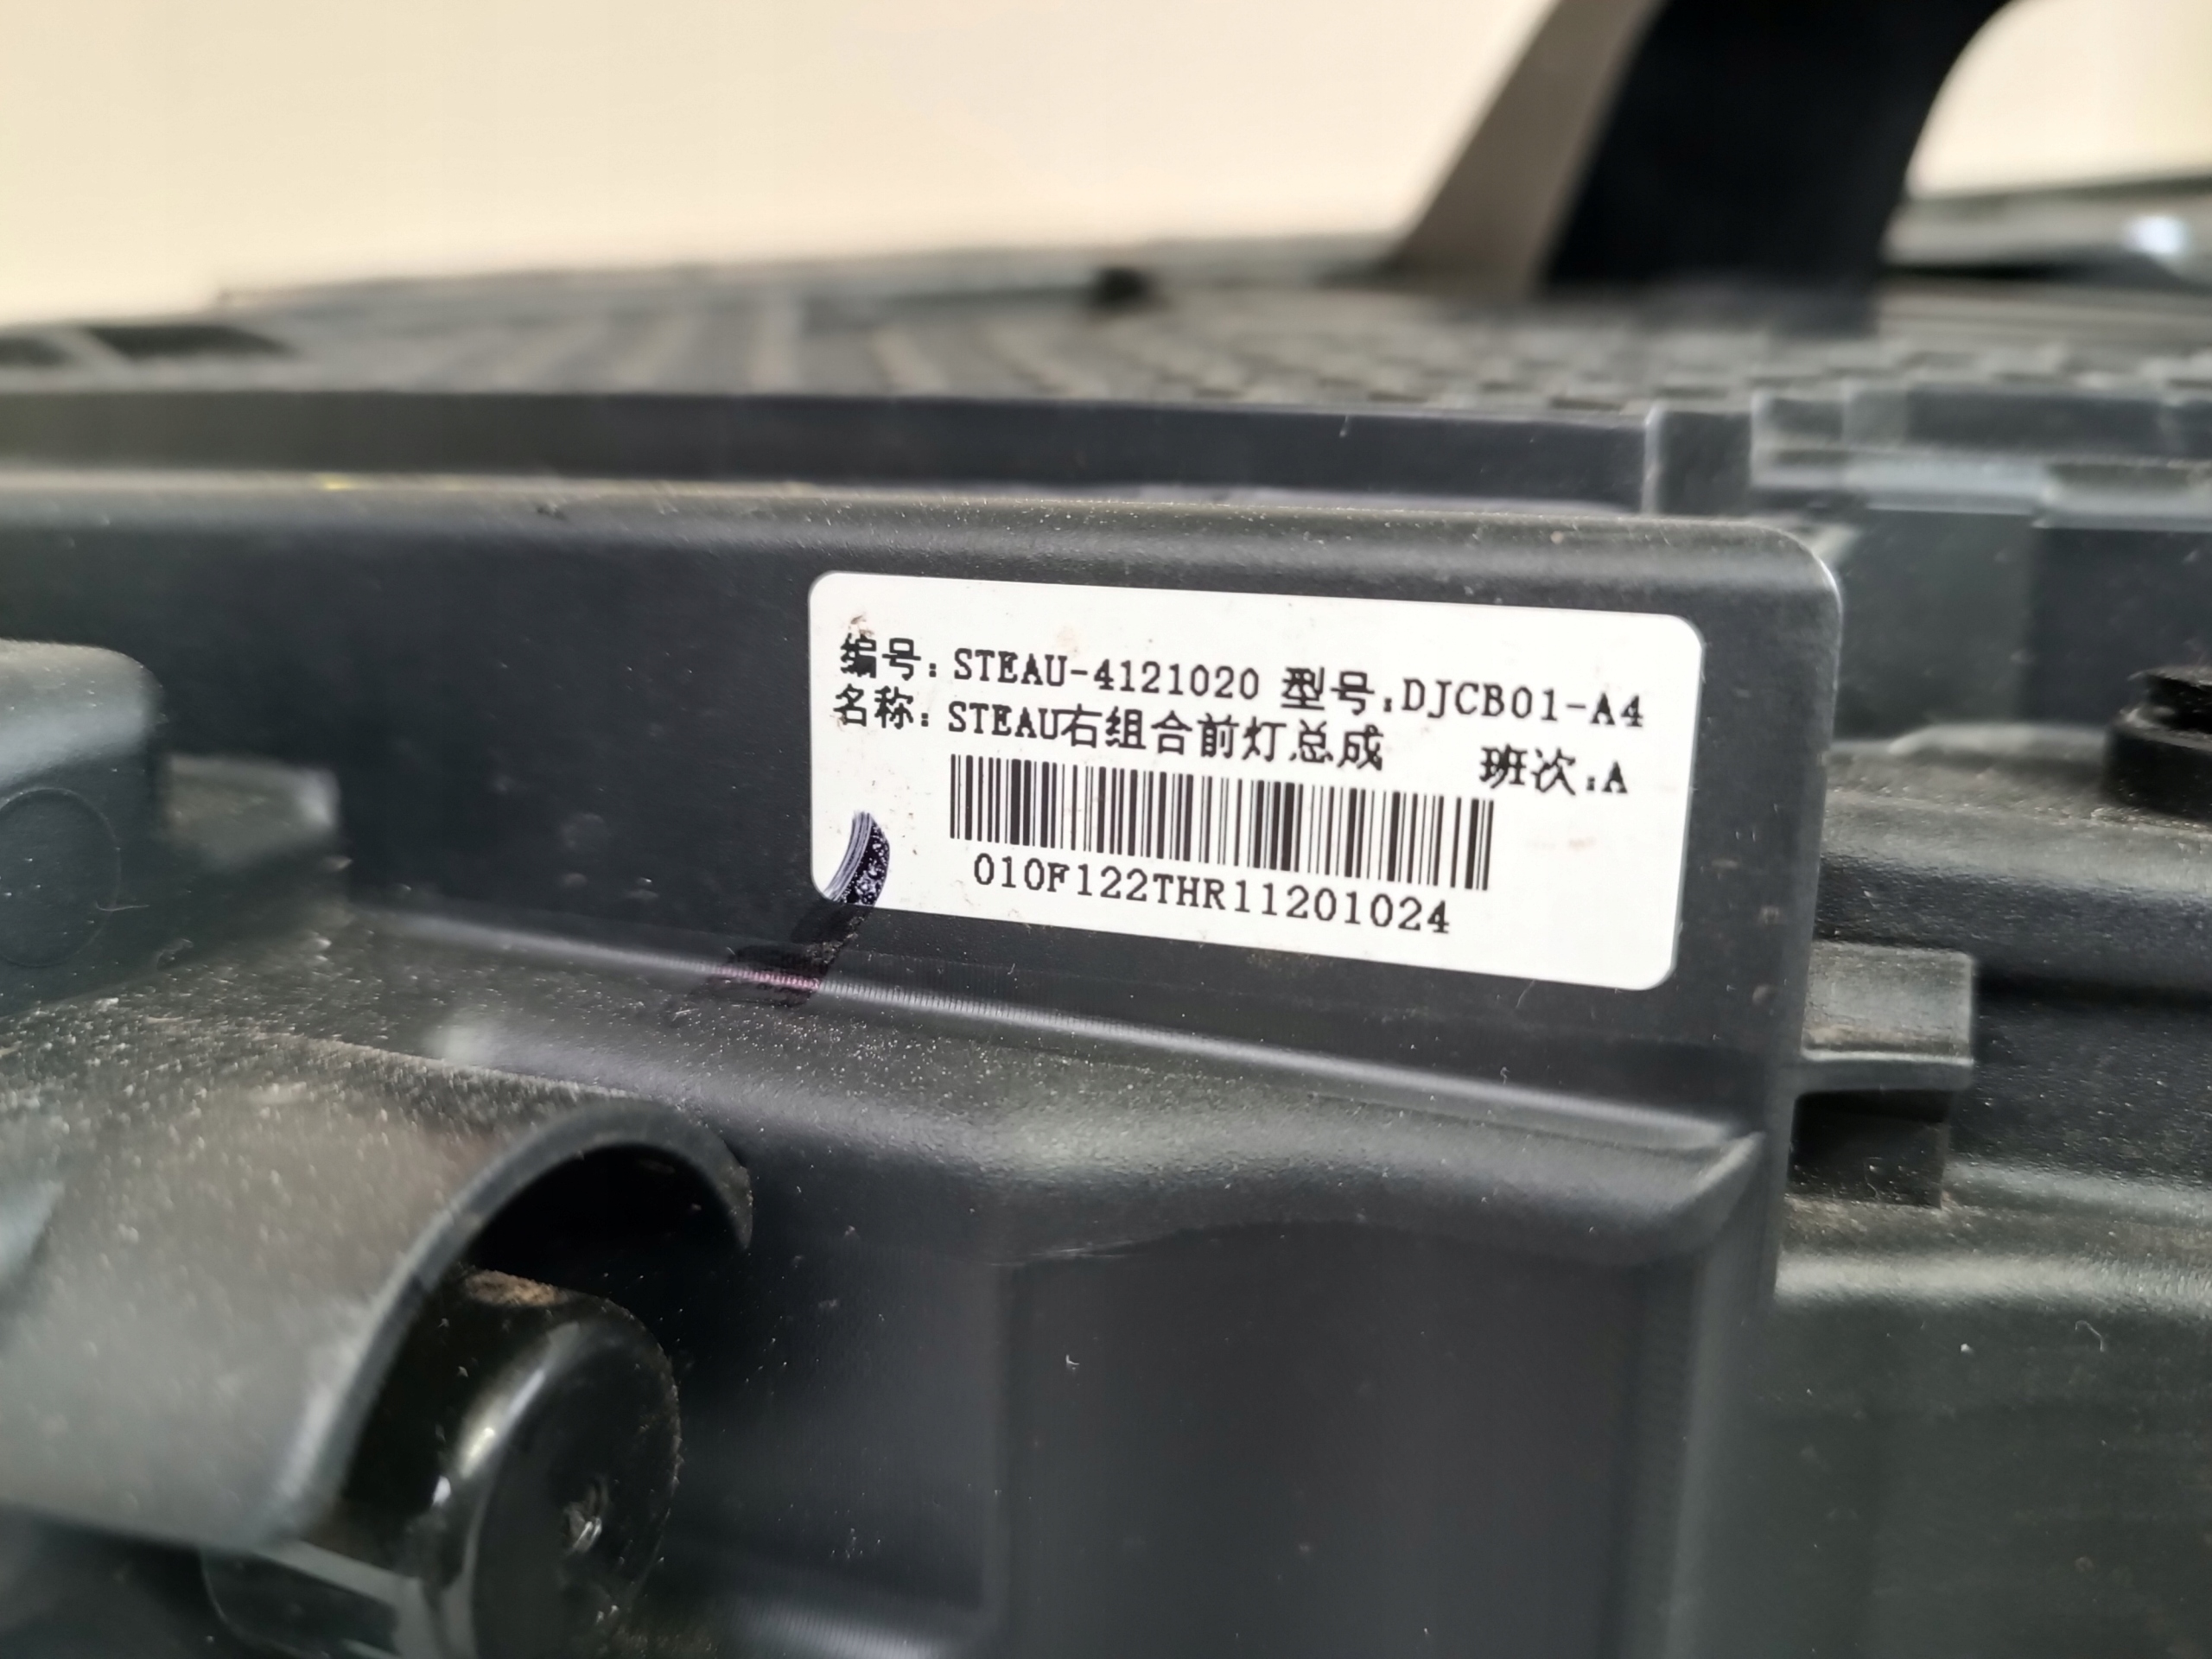 编号:STEAU-4121020 型号:DJCB01-A4
名称:STEAU右组合前灯总成 班次:A
010F122THR11201024